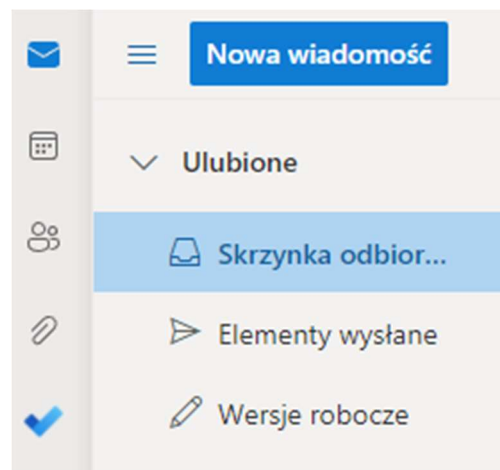 Nowa wiadomość
Ulubione
Skrzynka odbior...
Elementy wysłane
Wersje robocze